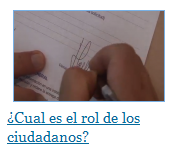 ¿Cual es el rol de los
ciudadanos?